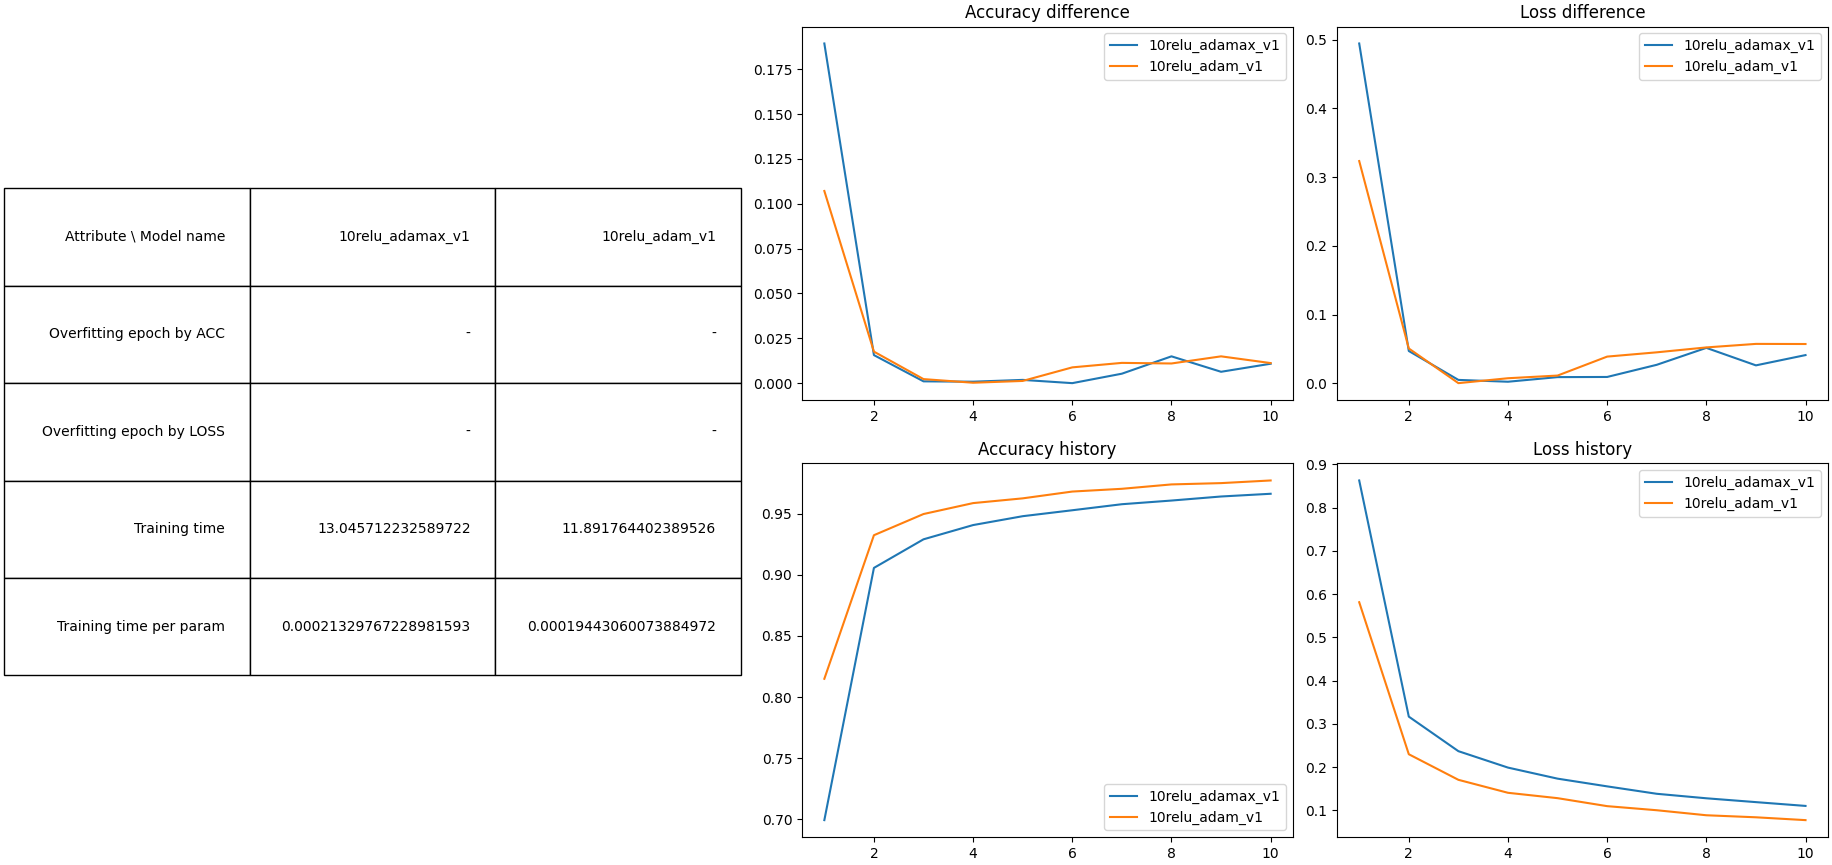 Attribute \ Model name 10relu_adamax_v1 10relu_adam_v1
Overfitting epoch by ACC - -
Overfitting epoch by LOSS - -
Training time 13.045712232589722 11.891764402389526
Training time per param 0.00021329767228981593 0.00019443060073884972
Accuracy difference
10relu_adamax_v1
10relu_adam_v1
0.175
0.150
0.125
0.100
0.075
0.050
0.025
0.000
2 4 6 8 10
Loss difference
10relu_adamax_v1
10relu_adam_v1
0.5
0.4
0.3
0.2
0.1
0.0
2 4 6 8 10
Accuracy history
0.95
0.90
0.85
0.80
0.75
0.70
10relu_adamax_v1
10relu_adam_v1
2 4 6 8 10
Loss history
10relu_adamax_v1
10relu_adam_v1
0.9
0.8
0.7
0.6
0.5
0.4
0.3
0.2
0.1
2 4 6 8 10